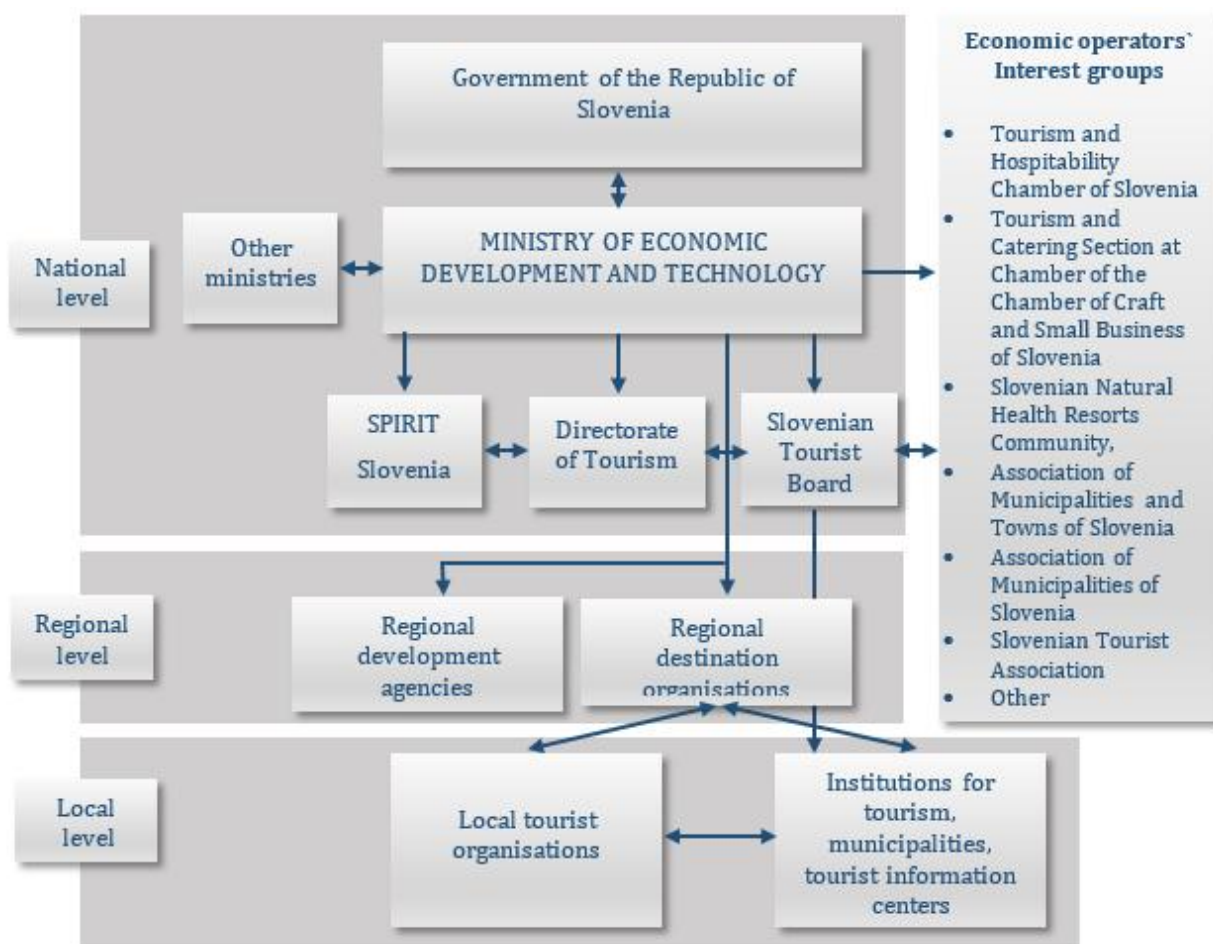 Government of the Republic of
Slovenia
Other
ministries
MINISTRY OF ECONOMIC
DEVELOPMENT AND TECHNOLOGY
National
level
SPIRIT
Slovenia
Directorate
of Tourism
Slovenian
Tourist
Board
Regional
level
Regional
development
agencies
Regional
destination
organisations
Local
level
Local tourist
organisations
Institutions for
tourism,
municipalities,
tourist information
centers
Economic operators`
Interest groups
• Tourism and
Hospitability
Chamber of Slovenia
• Tourism and
Catering Section at
Chamber of the
Chamber of Craft
and Small Business
of Slovenia
• Slovenian Natural
Health Resorts
Community,
• Association of
Municipalities and
Towns of Slovenia
• Association of
Municipalities of
Slovenia
• Slovenian Tourist
Association
• Other